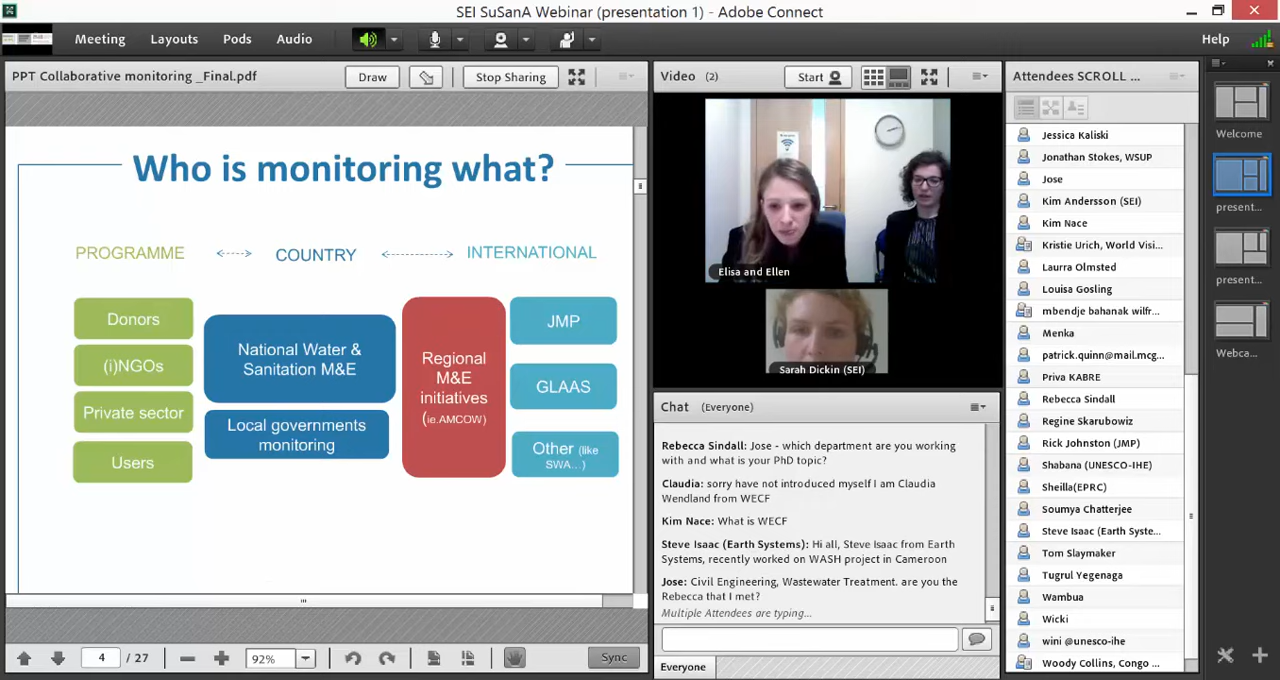 SEI SuSanA Webinar (presentation 1) - Adobe Connect
Meeting
Layouts
Pods
Audio
Help
PPT Collaborative monitoring _Final.pdf
Draw
Stop Sharing
Who is monitoring what?
PROGRAMME
COUNTRY
INTERNATIONAL
Donors
(i)NGOs
Private sector
Users
National Water &
Sanitation M&E
Local governments
monitoring
Regional
M&E
initiatives
(ie.AMCOW)
JMP
GLAAS
Other (like
SWA...)
4
/ 27
92%
Sync
Video (2)
Start
Elisa and Ellen
Sarah Dickin (SEI)
Chat (Everyone)
Rebecca Sindall: Jose - which department are you working
with and what is your PhD topic?
Claudia: sorry have not introduced myself I am Claudia
Wendland from WECF
Kim Nace: What is WECF
Steve Isaac (Earth Systems): Hi all, Steve Isaac from Earth
Systems, recently worked on WASH project in Cameroon
Jose: Civil Engineering, Wastewater Treatment. are you the
Rebecca that I met?
Multiple Attendees are typing...
Everyone
Attendees SCROLL ...
Jessica Kaliski
Jonathan Stokes, WSUP
Jose
Kim Andersson (SEI)
Kim Nace
Kristie Urich, World Visi...
Laurra Olmsted
Louisa Gosling
mbendje bahanak wilfr...
Menka
patrick.quinn@mail.mcg...
Priva KABRE
Rebecca Sindall
Regine Skarubowiz
Rick Johnston (JMP)
Shabana (UNESCO-IHE)
Sheilla(EPRC)
Soumya Chatterjee
Steve Isaac (Earth Syste...
Tom Slaymaker
Tugrul Yegenaga
Wambua
Wicki
wini @unesco-ihe
Woody Collins, Congo ...
Welcome
present...
present...
Webca...